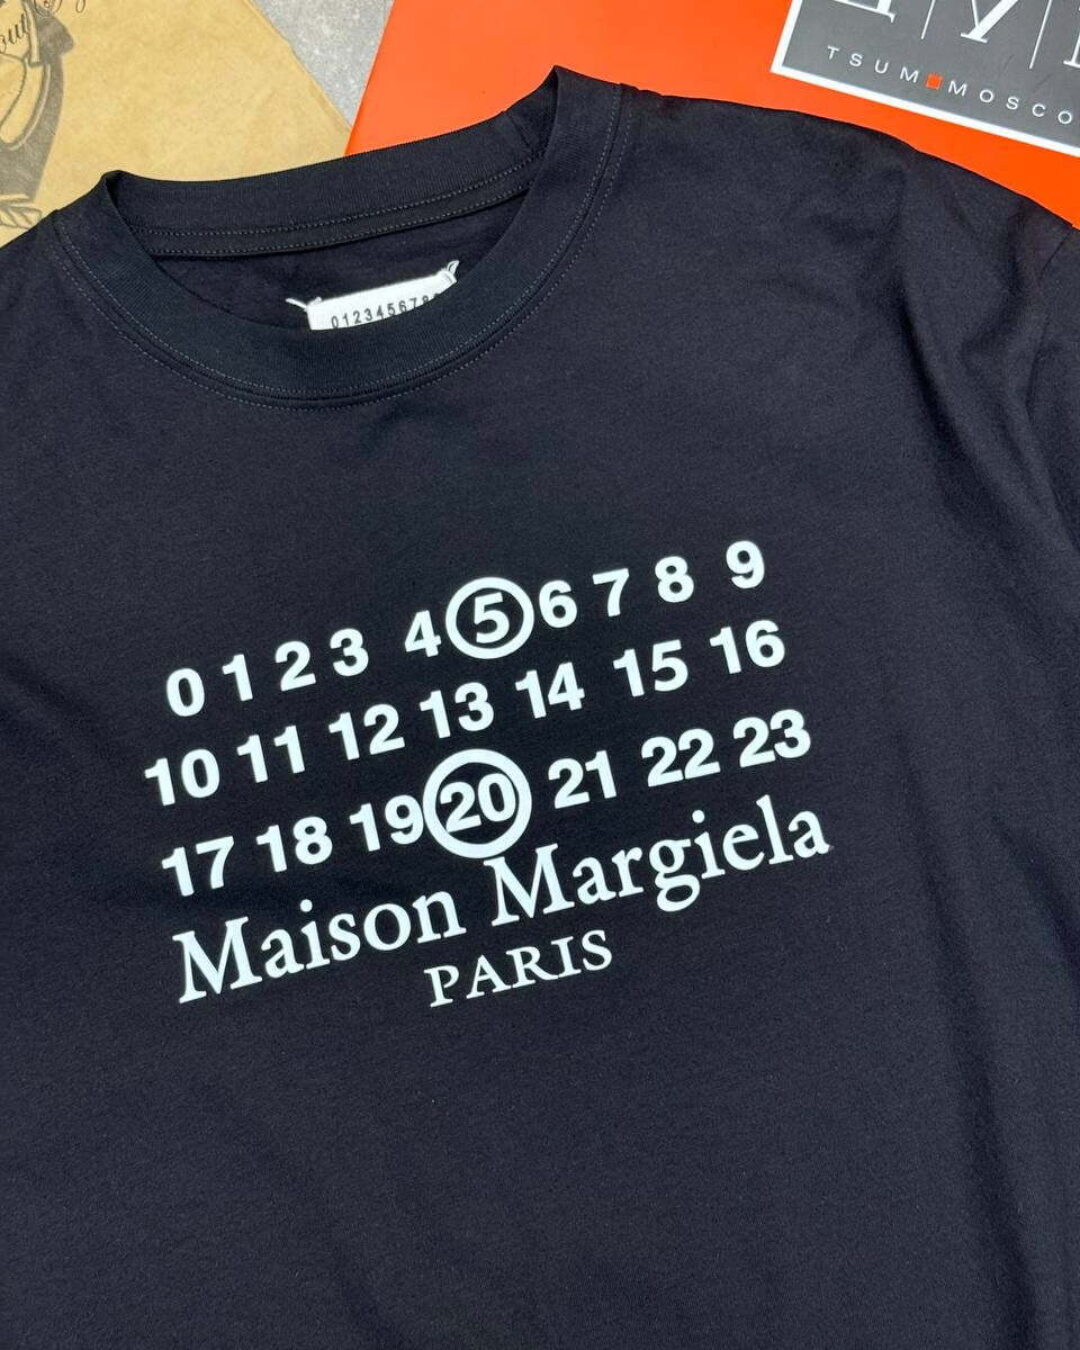 TSUM MOSCO
012345678
0 1 2 3 4 5 6 7 8 9
10 11 12 13 14 15 16
17 18 19 20 21 22 23
Maison Margiela
PARIS